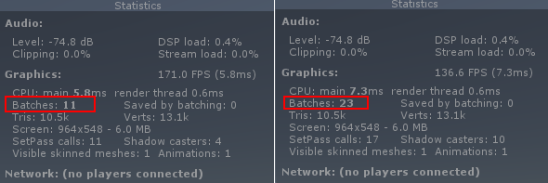 Statistics
Audio:
Level: -74.8 dB DSP load: 0.4%
Clipping: 0.0% Stream load: 0.0%
Graphics: 171.0 FPS (5.8ms)
CPU: main 5.8ms render thread 0.6ms
Batches: 11 Saved by batching: 0
Tris: 10.5k Verts: 13.1k
Screen: 964x548 - 6.0 MB
SetPass calls: 11 Shadow casters: 4
Visible skinned meshes: 1 Animations: 1
Network: (no players connected)
Statistics
Audio:
Level: -74.8 dB DSP load: 0.4%
Clipping: 0.0% Stream load: 0.0%
Graphics: 136.6 FPS (7.3ms)
CPU: main 7.3ms render thread 0.6ms
Batches: 23 Saved by batching: 0
Tris: 10.5k Verts: 13.1k
Screen: 964x548 - 6.0 MB
SetPass calls: 17 Shadow casters: 10
Visible skinned meshes: 1 Animations: 1
Network: (no players connected)